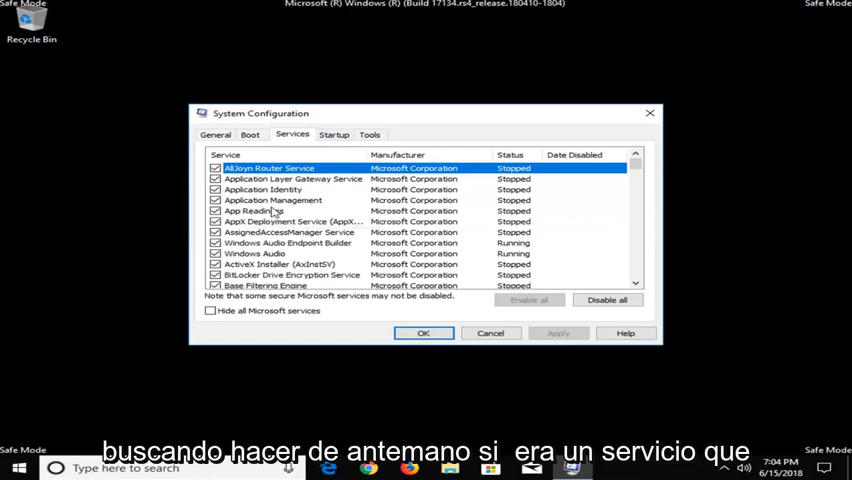 Safe Mode
Microsoft (R) Windows (R) (Build 17134.rs4_release.180410-1804)
Safe Mode
Recycle Bin
System Configuration
General Boot Services Startup Tools
Service Manufacturer Status Date Disabled
AllJoyn Router Service Microsoft Corporation Stopped
Application Layer Gateway Service Microsoft Corporation Stopped
Application Identity Microsoft Corporation Stopped
Application Management Microsoft Corporation Stopped
App Readiness Microsoft Corporation Stopped
AppX Deployment Service (AppX... Microsoft Corporation Stopped
AssignedAccessManager Service Microsoft Corporation Stopped
Windows Audio Endpoint Builder Microsoft Corporation Running
Windows Audio Microsoft Corporation Running
ActiveX Installer (AxInstSV) Microsoft Corporation Stopped
BitLocker Drive Encryption Service Microsoft Corporation Stopped
Base Filtering Engine Microsoft Corporation Stopped
Note that some secure Microsoft services may not be disabled.
Enable all Disable all
Hide all Microsoft services
OK Cancel Apply Help
buscando hacer de antemano si era un servicio que
Safe Mode
Safe Mode
Type here to search
7:04 PM
6/15/2018